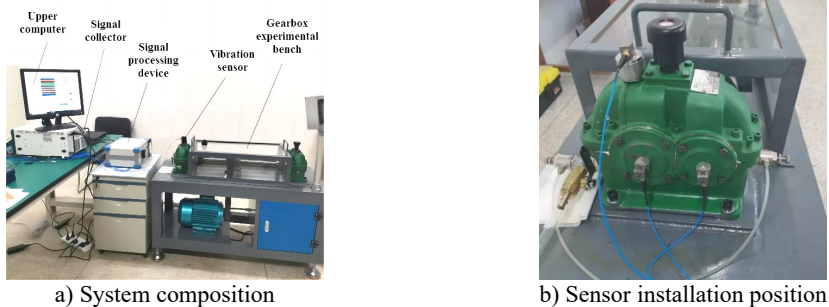 Upper
computer
Signal
collector
Signal
processing
device
Vibration
sensor
Gearbox
experimental
bench
a) System composition
b) Sensor installation position